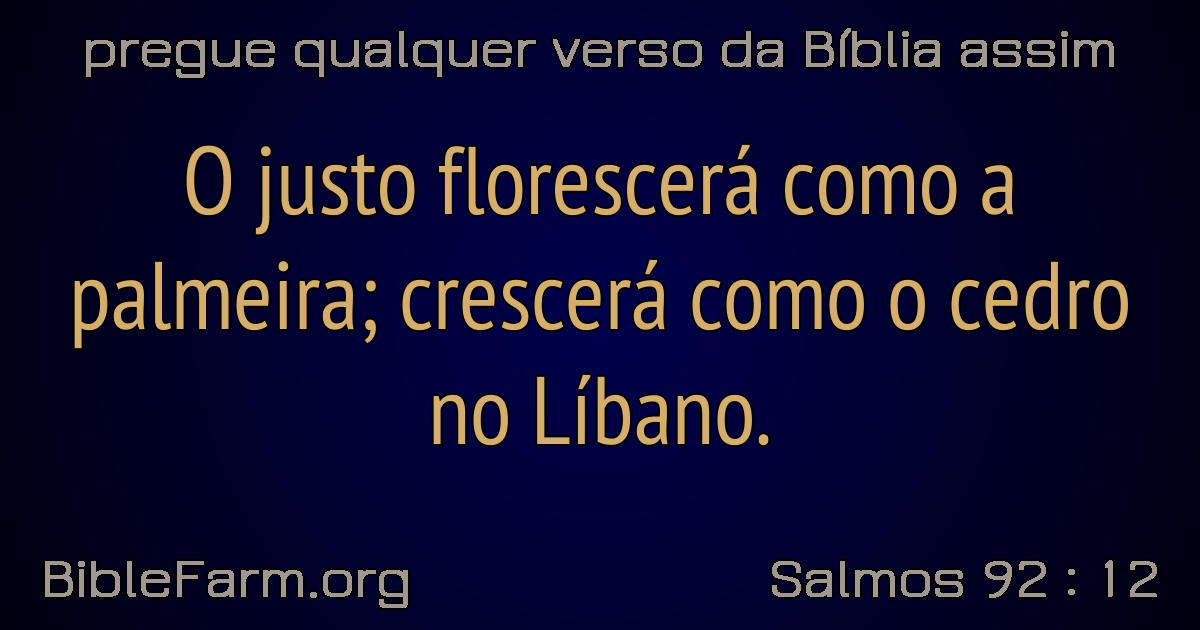 pregue qualquer verso da Bíblia assim
O justo florescerá como a
palmeira; crescerá como o cedro
no Líbano.
BibleFarm.org
Salmos 92 : 12